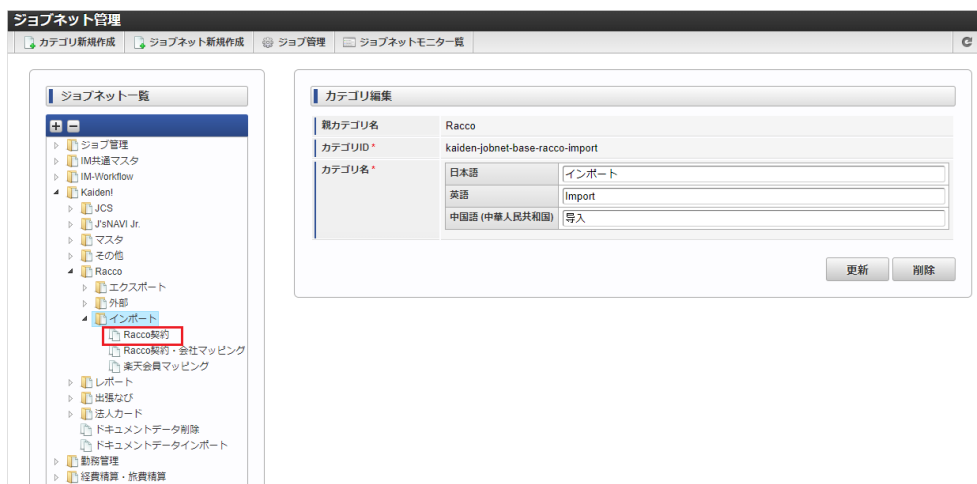 ジョブネット管理
カテゴリ新規作成 ジョブネット新規作成 ジョブ管理 ジョブネットモニター覧
ジョブネット一覧
ジョブ管理
IM共通マスタ
IM-Workflow
Kaiden!
JCS
J'sNAVI Jr.
マスタ
その他
Racco
エクスポート
外部
インポート
Racco契約
Racco契約・会社マッピング
楽天会員マッピング
レポート
出張なび
法人カード
ドキュメントデータ削除
ドキュメントデータインポート
勤務管理
経費精算・旅費精算
カテゴリ編集
親カテゴリ名 Racco
カテゴリID * kaiden-jobnet-base-racco-import
カテゴリ名 *
日本語 インポート
英語 Import
中国語 (中華人民共和国) 导入
更新 削除